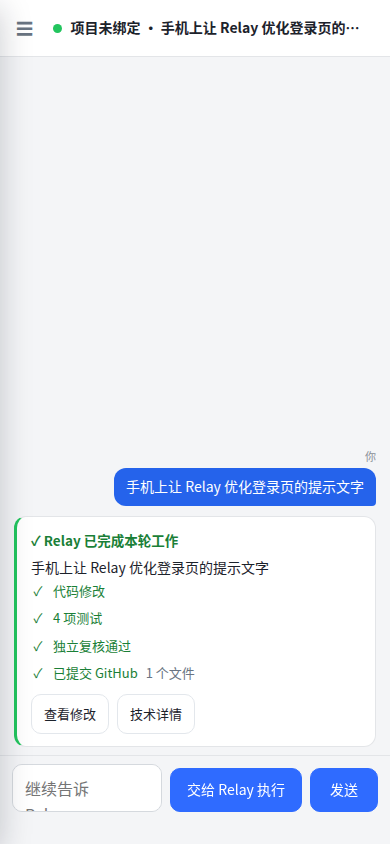 项目未绑定 · 手机上让 Relay 优化登录页的…
你
手机上让 Relay 优化登录页的提示文字
✓ Relay 已完成本轮工作
手机上让 Relay 优化登录页的提示文字
✓ 代码修改
✓ 4 项测试
✓ 独立复核通过
✓ 已提交 GitHub 1 个文件
查看修改 技术详情
继续告诉
交给 Relay 执行 发送